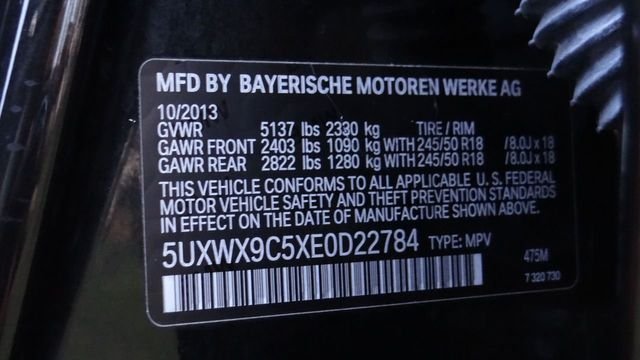 MFD BY BAYERISCHE MOTOREN WERKE AG
10/2013
GVWR 5137 lbs 2330 kg TIRE / RIM
GAWR FRONT 2403 lbs 1090 kg WITH 245/50 R18 /8.0J x 18
GAWR REAR 2822 lbs 1280 kg WITH 245/50 R18 /8.0J x 18
THIS VEHICLE CONFORMS TO ALL APPLICABLE U.S. FEDERAL
MOTOR VEHICLE SAFETY AND THEFT PREVENTION STANDARDS
IN EFFECT ON THE DATE OF MANUFACTURE SHOWN ABOVE.
5UXWX9C5XE0D22784 TYPE: MPV 475M
7 320 730